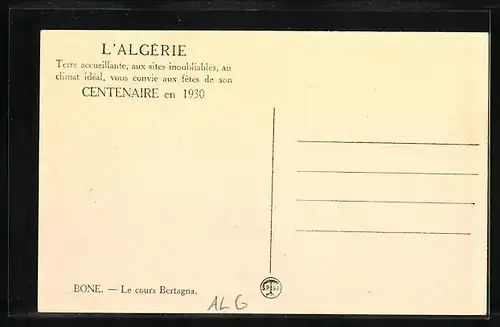 L'ALGÉRIE
Terre accueillante, aux sites inoubliables, au
climat idéal, vous convie aux fêtes de son
CENTENAIRE en 1930
BONE. — Le cours Bertagna.
ALG